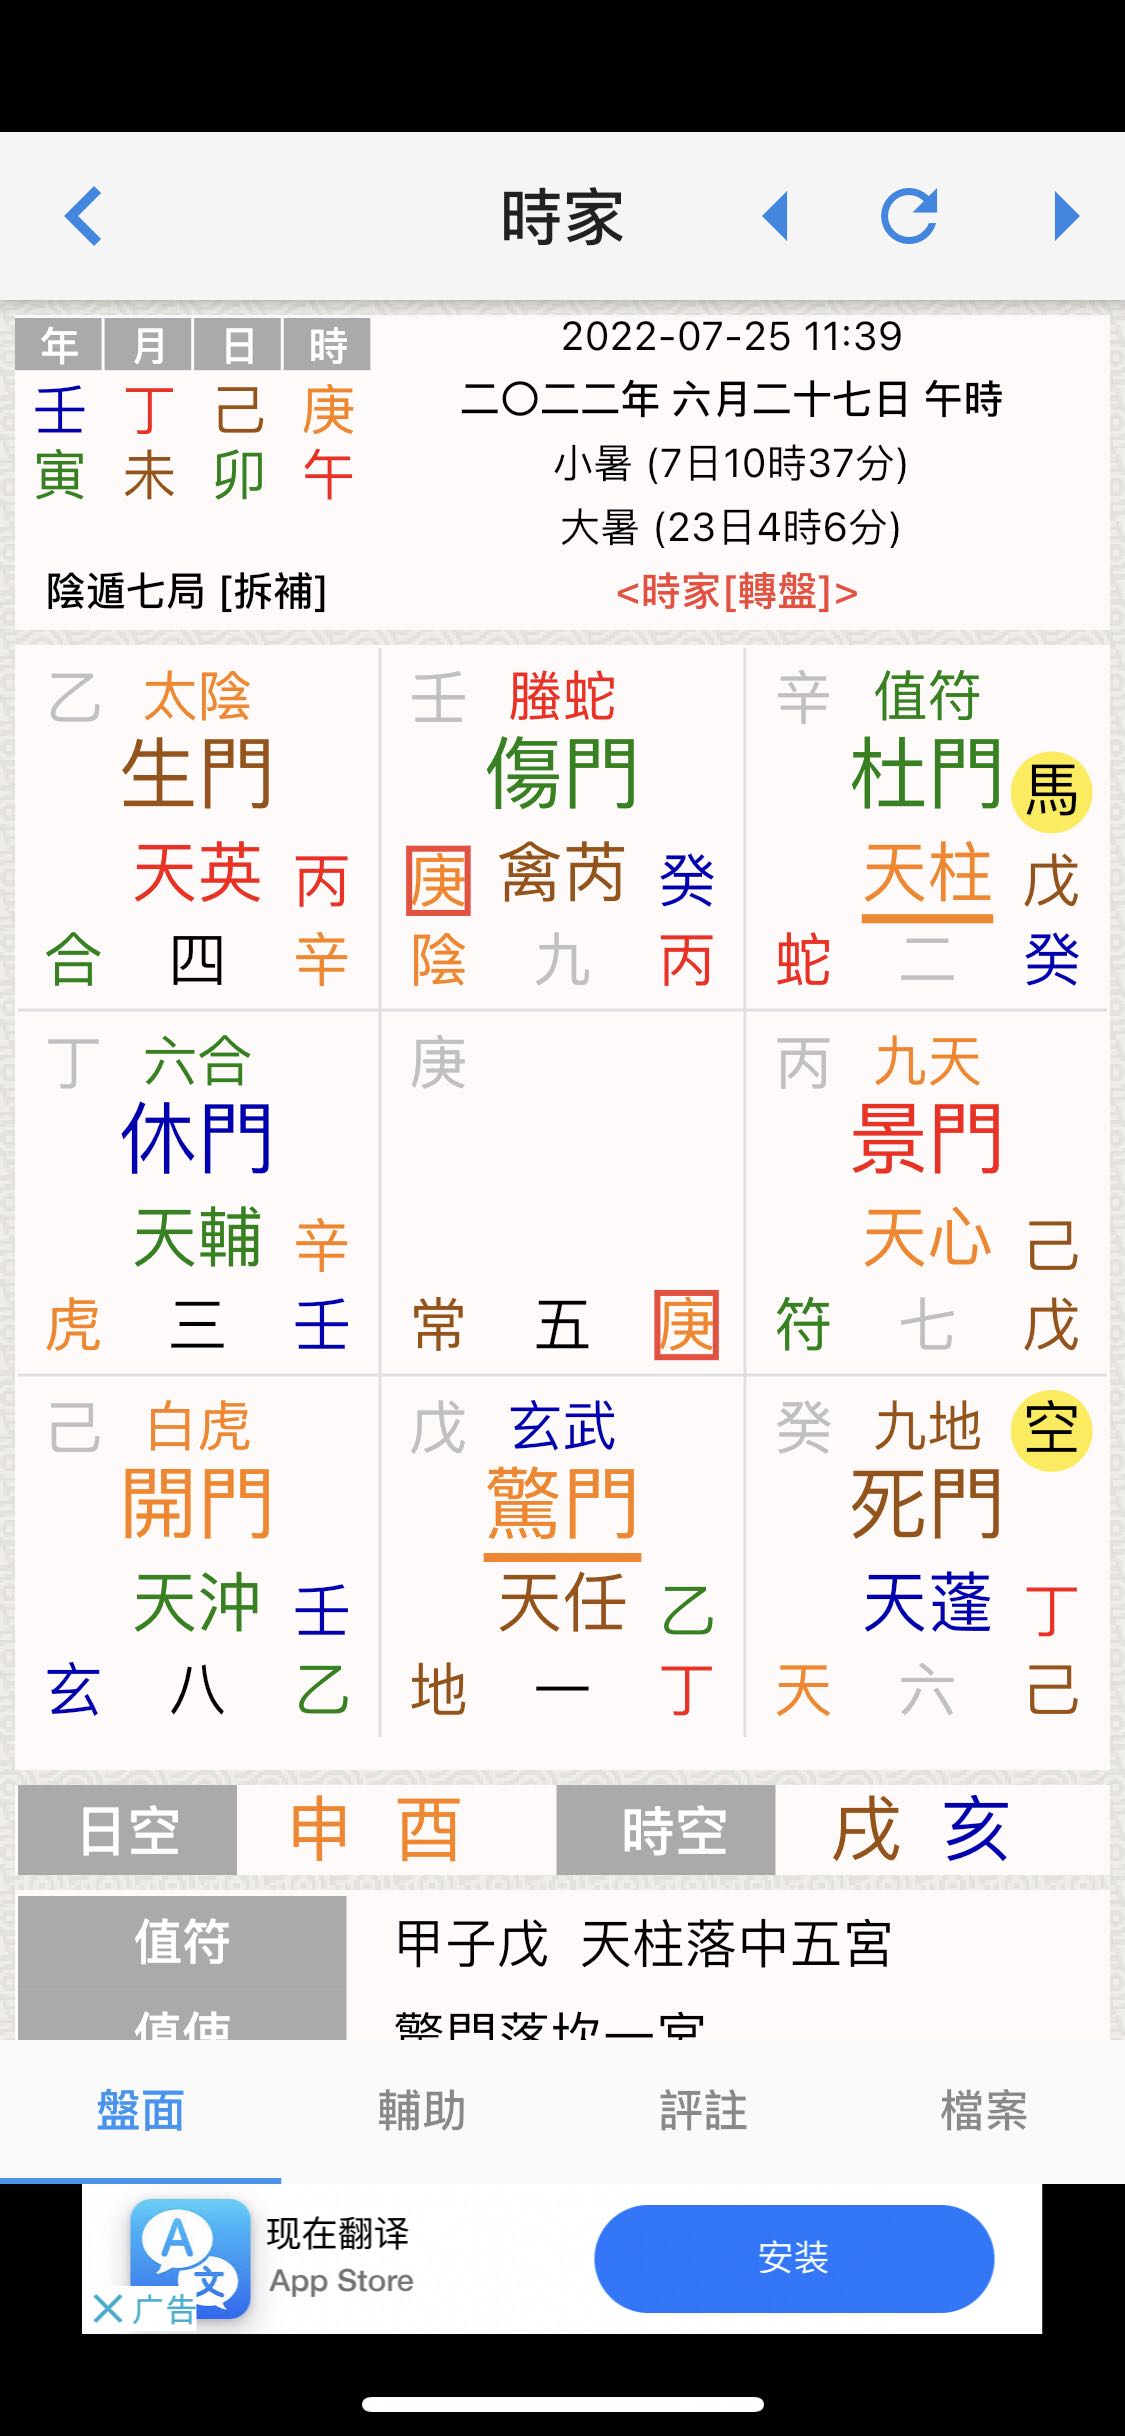 時家
年 月 日 時
壬 丁 己 庚
寅 未 卯 午
陰遁七局 [拆補]
2022-07-25 11:39
二〇二二年 六月二十七日 午時
小暑 (7日10時37分)
大暑 (23日4時6分)
<時家[轉盤]>
乙 太陰
生門
天英 丙
合 四 辛
壬 螣蛇
傷門
庚 禽芮 癸
陰 九 丙
辛 值符
杜門 馬
天柱 戊
蛇 二 癸
丁 六合
休門
天輔 辛
虎 三 壬
庚
常 五 庚
丙 九天
景門
天心 己
符 七 戊
己 白虎
開門
天沖 壬
玄 八 乙
戊 玄武
驚門
天任 乙
地 一 丁
癸 九地 空
死門
天蓬 丁
天 六 己
日空 申 酉 時空 戌 亥
值符 甲子戊 天柱落中五宮
值使 驚門落坎一宮
盤面 輔助 評註 檔案
现在翻译
App Store
安装
广告
A
文